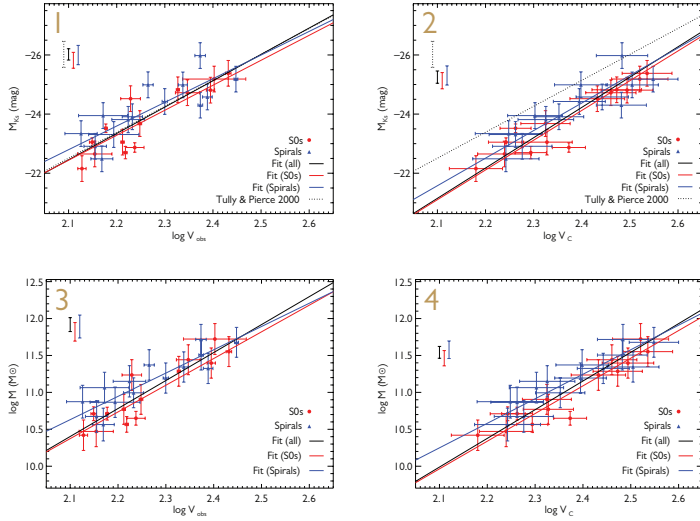 1
-26
-24
-22
M_Ks (mag)
S0s
Spirals
Fit (all)
Fit (S0s)
Fit (Spirals)
Tully & Pierce 2000
2.1 2.2 2.3 2.4 2.5 2.6
log V_obs
2
-26
-24
-22
M_Ks (mag)
S0s
Spirals
Fit (all)
Fit (S0s)
Fit (Spirals)
Tully & Pierce 2000
2.1 2.2 2.3 2.4 2.5 2.6
log V_C
3
12.5
12.0
11.5
11.0
10.5
10.0
log M (M⊙)
S0s
Spirals
Fit (all)
Fit (S0s)
Fit (Spirals)
2.1 2.2 2.3 2.4 2.5 2.6
log V_obs
4
12.5
12.0
11.5
11.0
10.5
10.0
log M (M⊙)
S0s
Spirals
Fit (all)
Fit (S0s)
Fit (Spirals)
2.1 2.2 2.3 2.4 2.5 2.6
log V_C